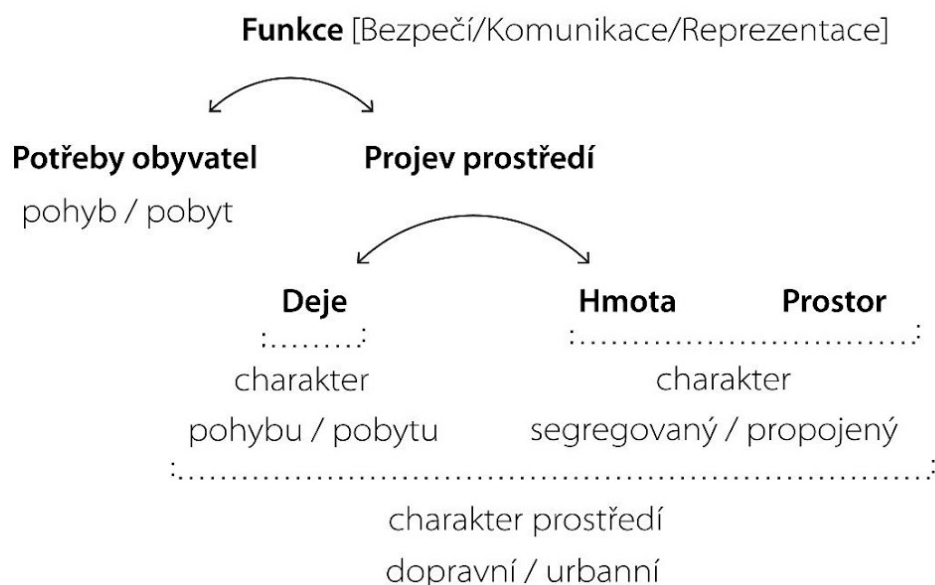 Funkce [Bezpečí/Komunikace/Reprezentace]
Potřeby obyvatel Projev prostředí
pohyb / pobyt
Deje Hmota Prostor
charakter charakter
pohybu / pobytu segregovaný / propojený
charakter prostředí
dopravní / urbanní